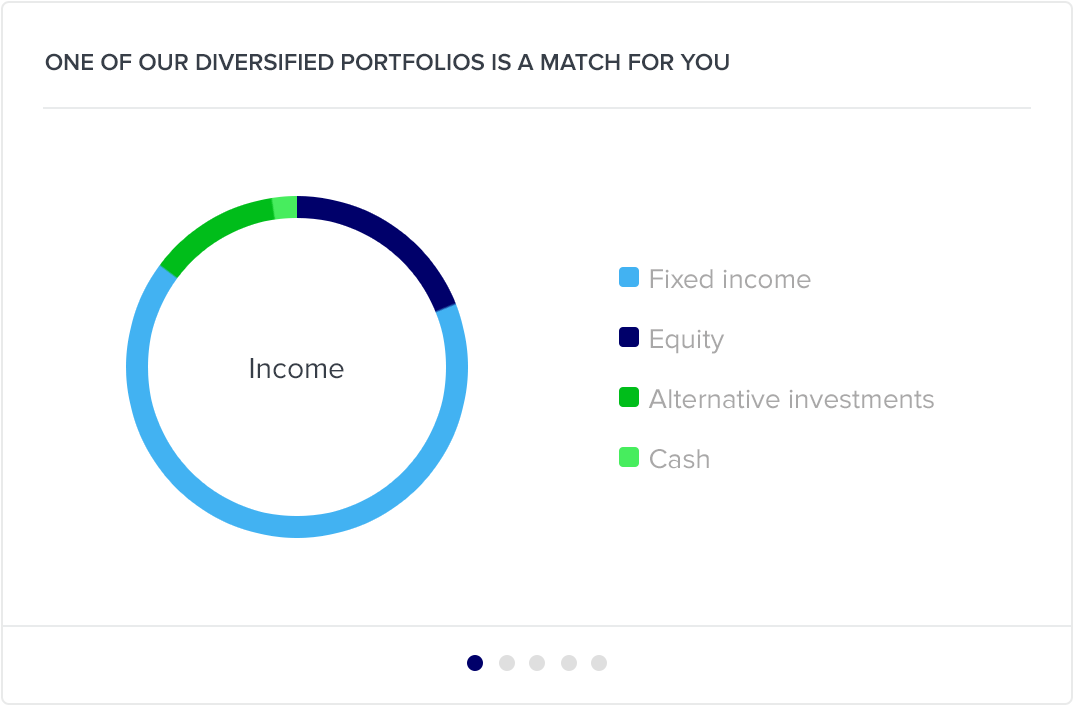 ONE OF OUR DIVERSIFIED PORTFOLIOS IS A MATCH FOR YOU
Income
Fixed income
Equity
Alternative investments
Cash